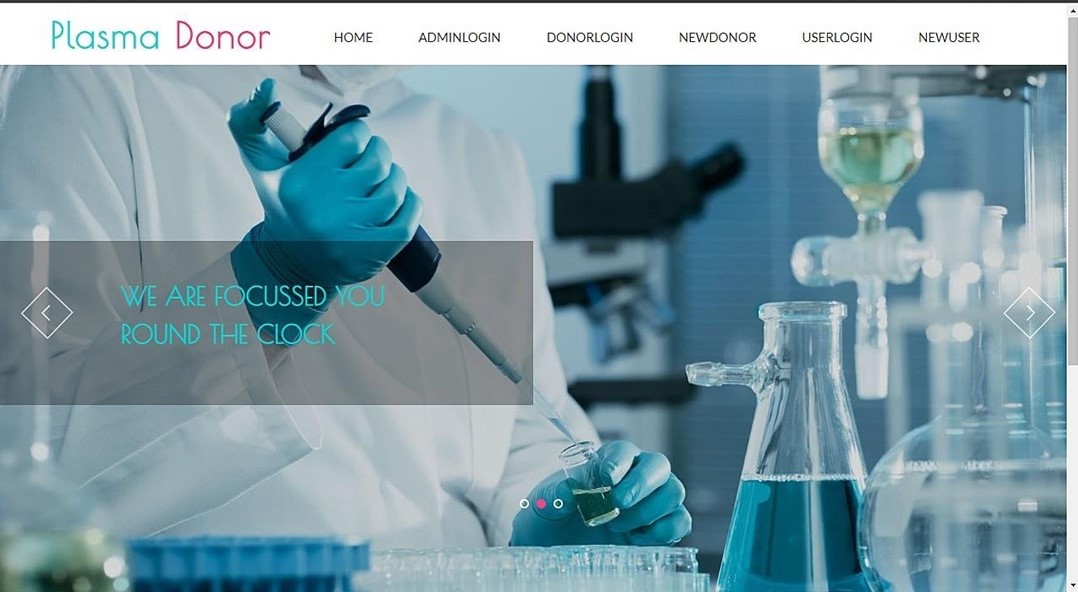 Plasma Donor
HOME ADMINLOGIN DONORLOGIN NEWDONOR USERLOGIN NEWUSER
WE ARE FOCUSSED YOU
ROUND THE CLOCK